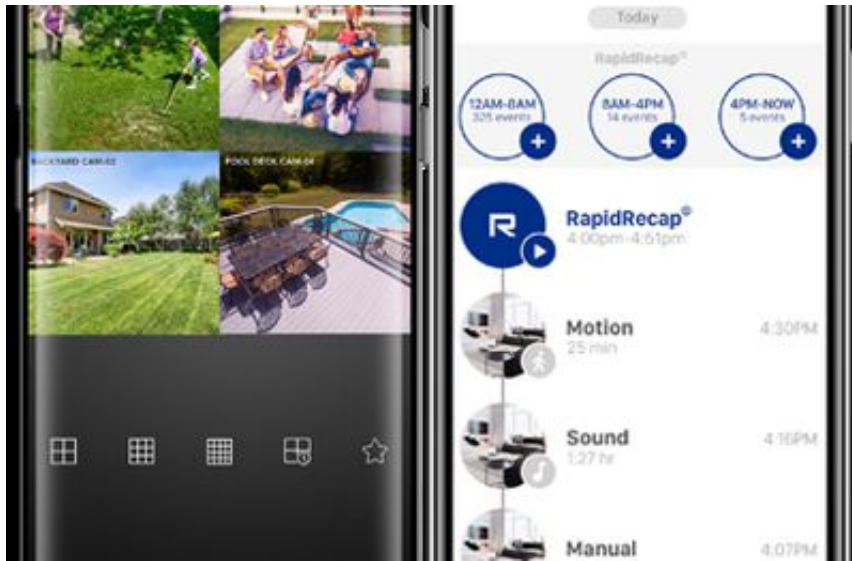 BACKYARD CAM-03
POOL DECK CAM-04
Today
RapidRecap®
12AM-8AM
325 events
8AM-4PM
14 events
4PM-NOW
5 events
RapidRecap®
4:00pm-4:51pm
Motion
4:30PM
25 min
Sound
4:16PM
1:27 hr
Manual
4:07PM